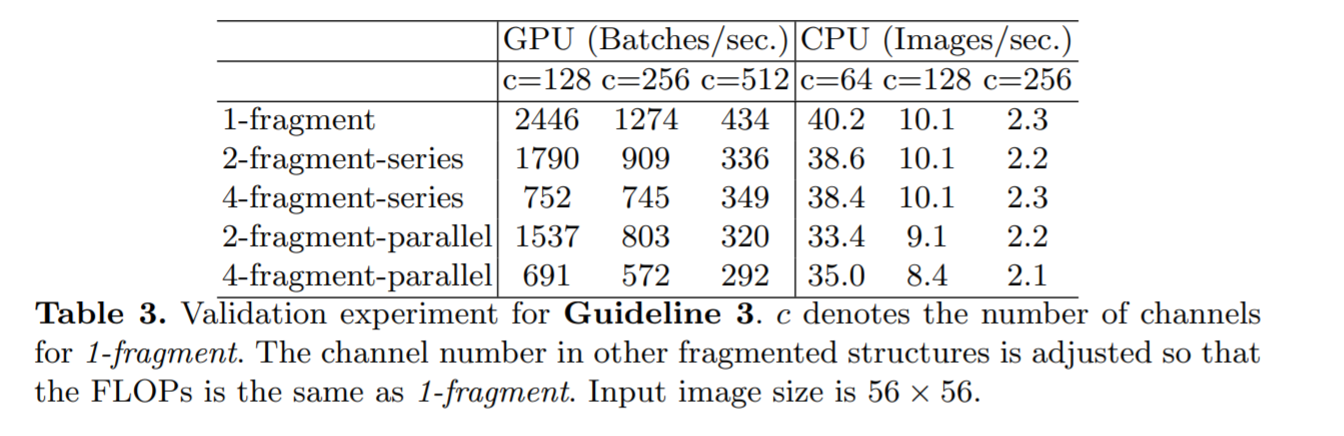 GPU (Batches/sec.) CPU (Images/sec.)
c=128 c=256 c=512 c=64 c=128 c=256
1-fragment 2446 1274 434 40.2 10.1 2.3
2-fragment-series 1790 909 336 38.6 10.1 2.2
4-fragment-series 752 745 349 38.4 10.1 2.3
2-fragment-parallel 1537 803 320 33.4 9.1 2.2
4-fragment-parallel 691 572 292 35.0 8.4 2.1
Table 3. Validation experiment for Guideline 3. c denotes the number of channels
for 1-fragment. The channel number in other fragmented structures is adjusted so that
the FLOPs is the same as 1-fragment. Input image size is 56 × 56.